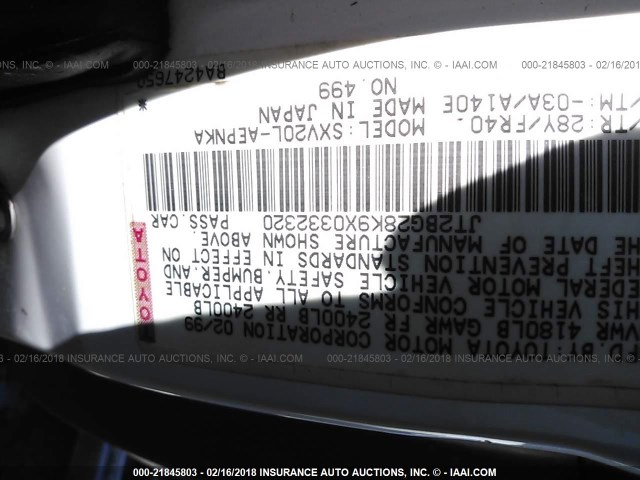 000-21845803 - 02/16/2018 INSURANCE AUTO AUCTIONS, INC. - © IAAI.COM
000-21845803 - 02/16/2018 INSURANCE AUTO AUCTIONS, INC. - © IAAI.COM
BY:TOYOTA MOTOR CORPORATION 02/99
4180LB GAWR FR 2400LB RR 2400LB
VEHICLE CONFORMS TO ALL APPLICABLE
MOTOR VEHICLE SAFETY, BUMPER, AND
THEFT PREVENTION STANDARDS IN EFFECT ON
DATE OF MANUFACTURE SHOWN ABOVE.
JT2BG28K9X0332320 PASS.CAR
TOYOTA
/TR:28Y/FR40. MODEL:SXV20L-AEPNKA
/TM:-03A/A140E MADE IN JAPAN
NO.499
BA4247650 *
000-21845803 - 02/16/2018 INSURANCE AUTO AUCTIONS, INC. - © IAAI.COM
000-21845803 - 02/16/2018 INSURANCE AUTO AUCTIONS, INC. - © IAAI.COM